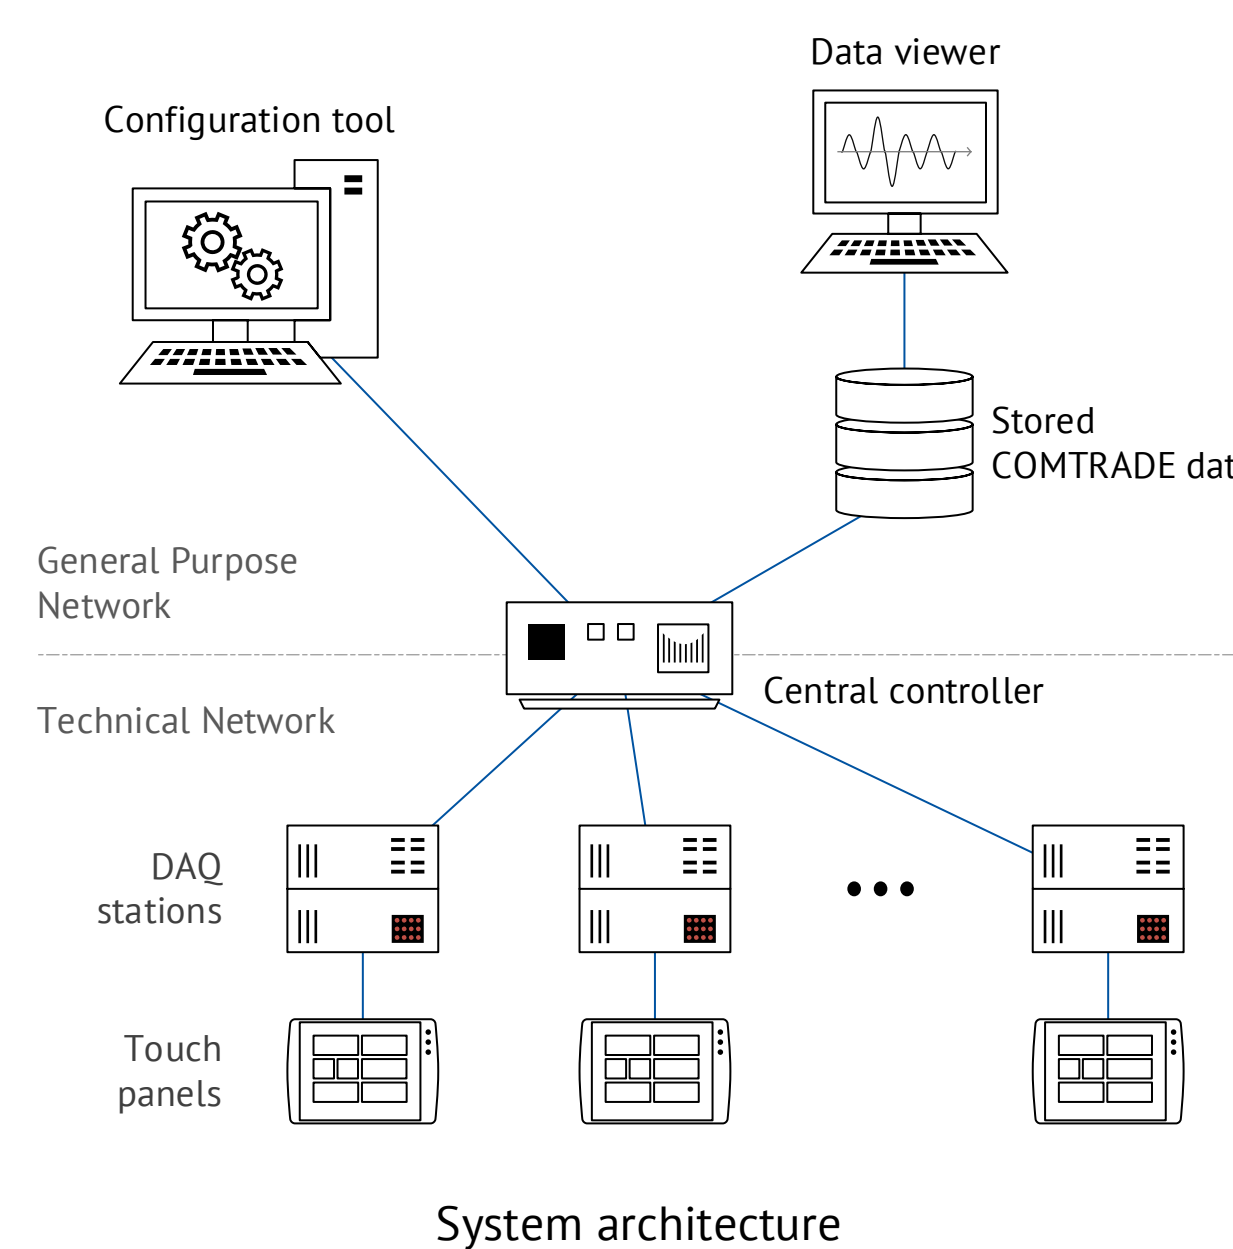 Data viewer
Configuration tool
Stored
COMTRADE dat
General Purpose
Network
Central controller
Technical Network
DAQ
stations
Touch
panels
System architecture